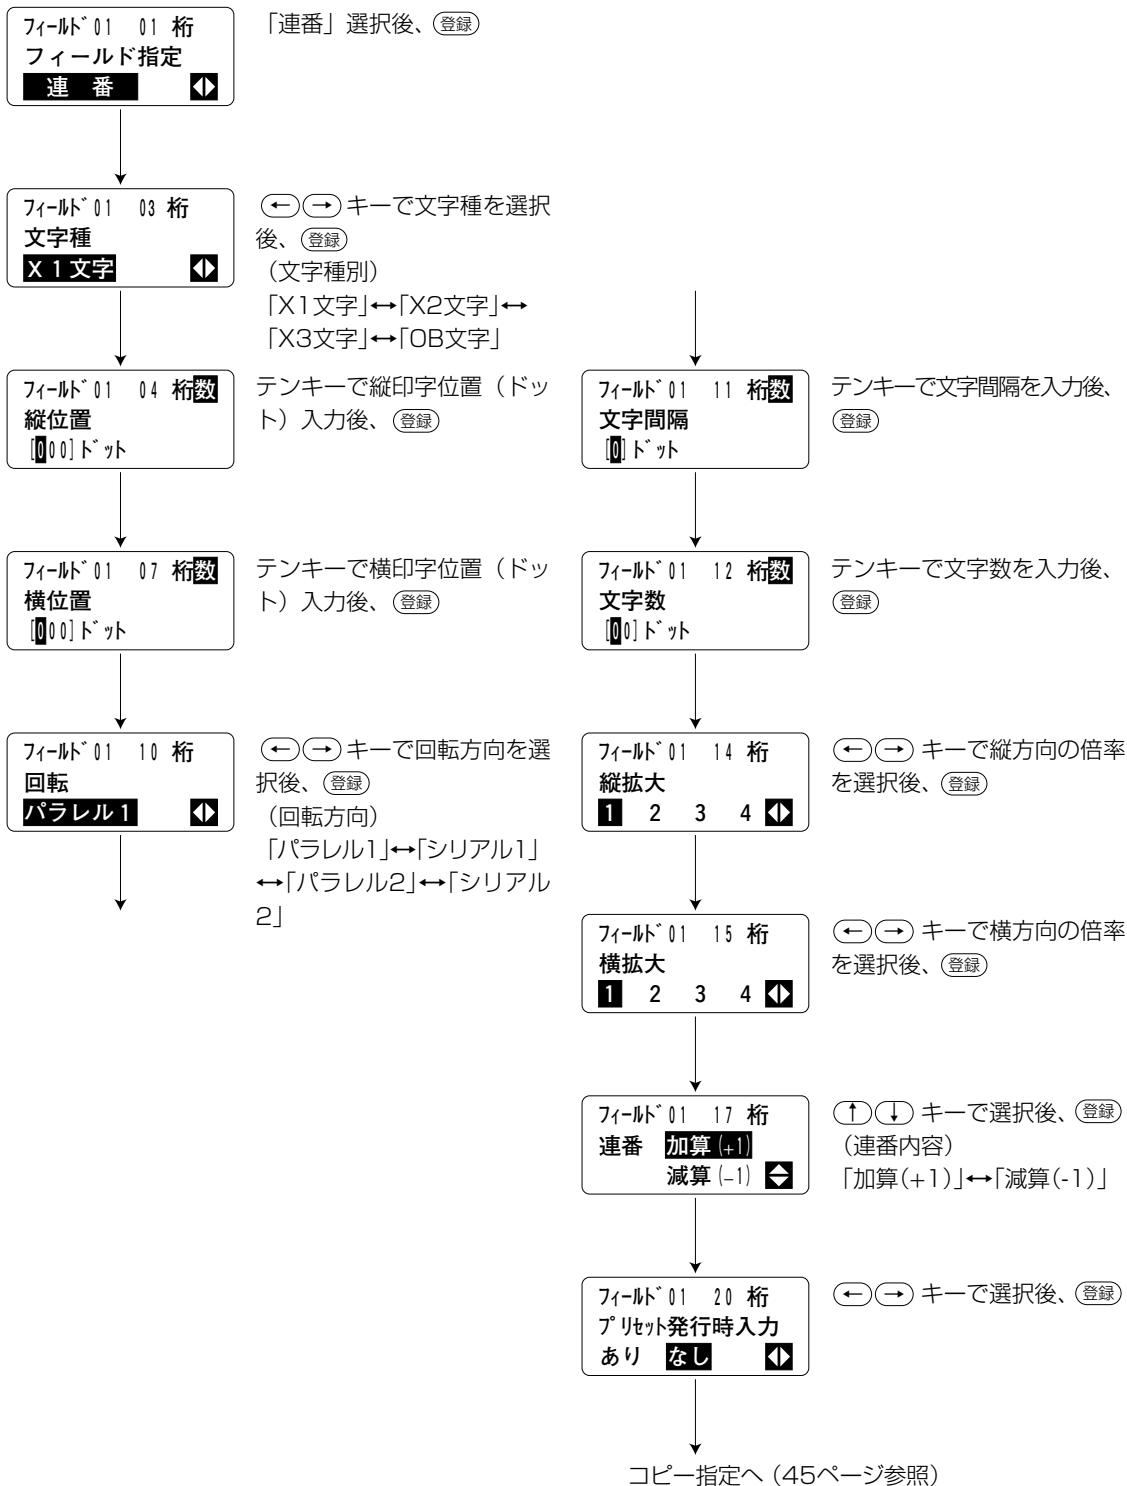 フィールド01 01 桁
フィールド指定
連 番
「連番」選択後、登録
フィールド01 03 桁
文字種
X1文字
←→キーで文字種を選択
後、登録
（文字種別）
「X1文字」↔「X2文字」↔
「X3文字」↔「OB文字」
フィールド01 04 桁数
縦位置
[000]ドット
テンキーで縦印字位置（ドッ
ト）入力後、登録
フィールド01 07 桁数
横位置
[000]ドット
テンキーで横印字位置（ドッ
ト）入力後、登録
フィールド01 10 桁
回転
パラレル1
←→キーで回転方向を選
択後、登録
（回転方向）
「パラレル1」↔「シリアル1」
↔「パラレル2」↔「シリアル
2」
フィールド01 11 桁数
文字間隔
[0]ドット
テンキーで文字間隔を入力後、
登録
フィールド01 12 桁数
文字数
[00]ドット
テンキーで文字数を入力後、
登録
フィールド01 14 桁
縦拡大
1 2 3 4
←→キーで縦方向の倍率
を選択後、登録
フィールド01 15 桁
横拡大
1 2 3 4
←→キーで横方向の倍率
を選択後、登録
フィールド01 17 桁
連番 加算(+1)
減算(−1)
↑↓キーで選択後、登録
（連番内容）
「加算(+1)」↔「減算(-1)」
フィールド01 20 桁
プリセット発行時入力
あり なし
←→キーで選択後、登録
コピー指定へ（45ページ参照）